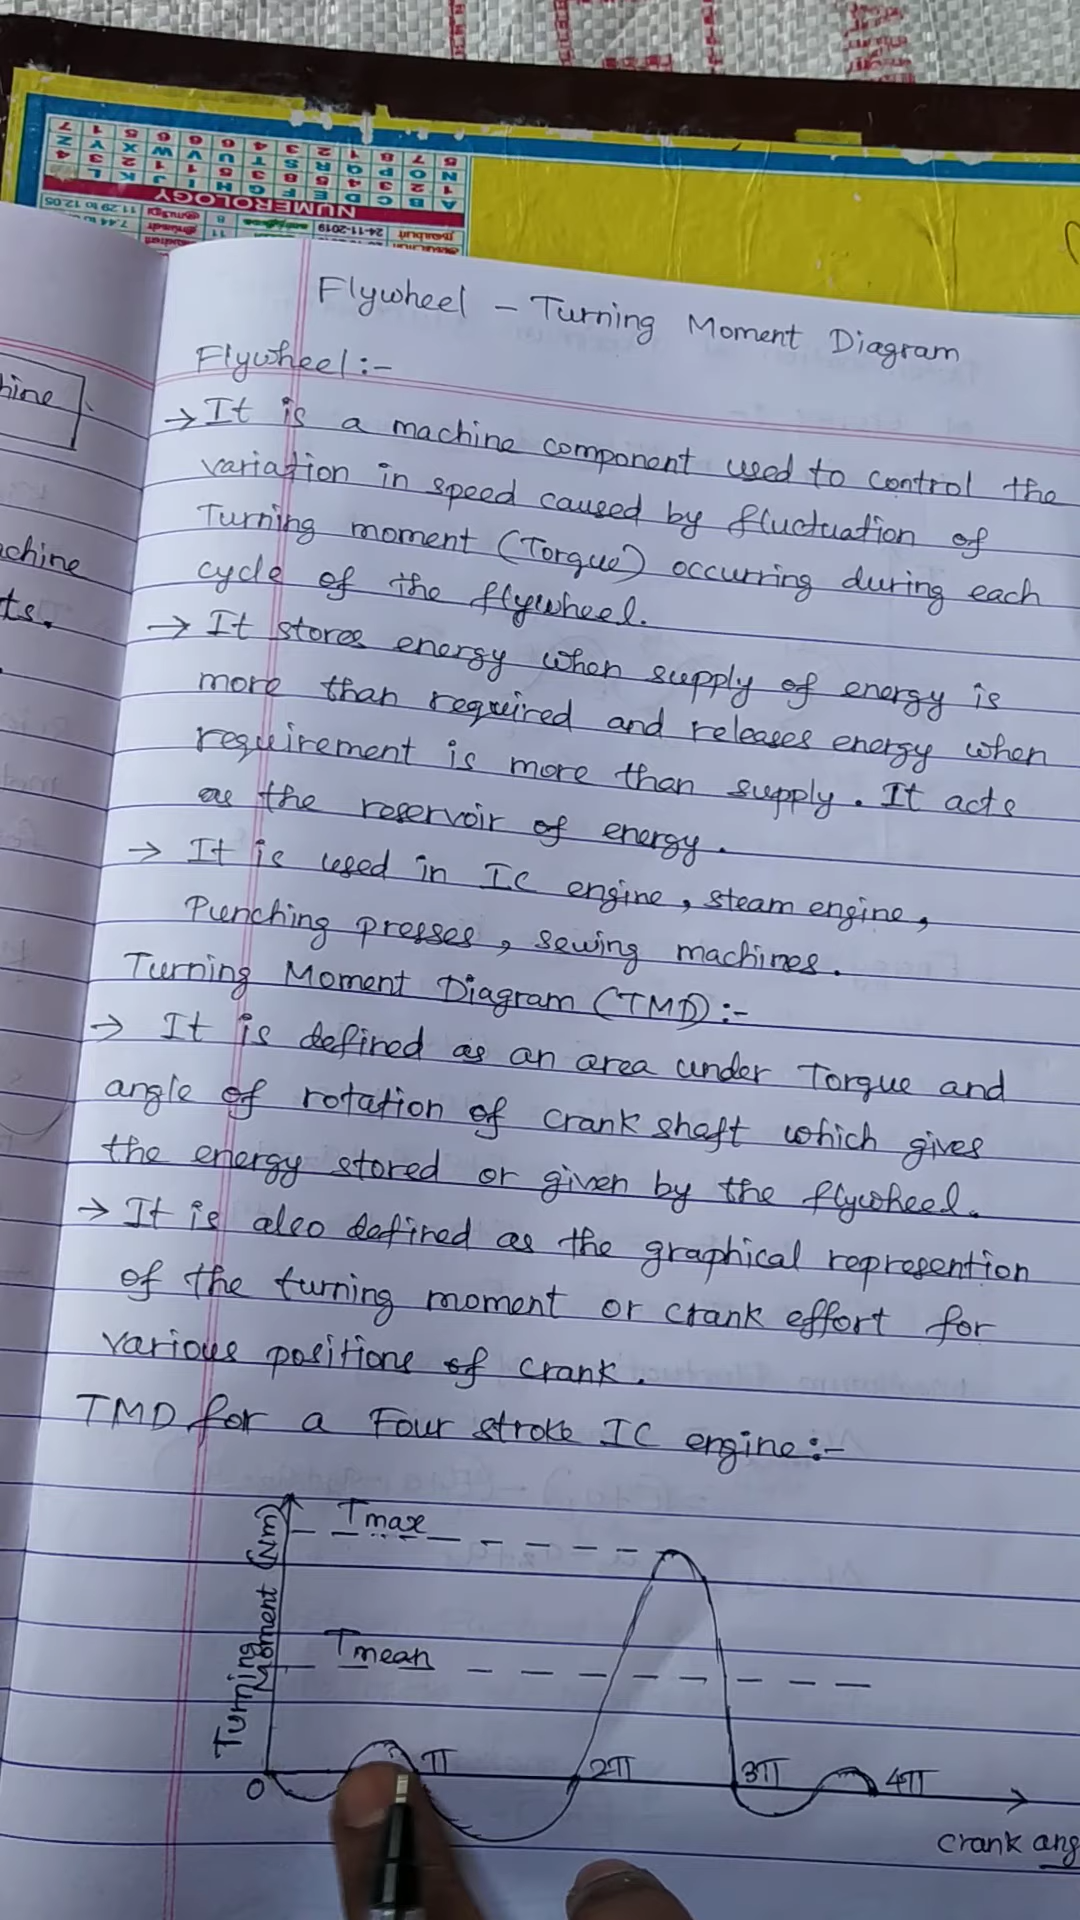 NUMEROLOGY
24-11-2019
Flywheel - Turning Moment Diagram
Flywheel :-
→ It is a machine component used to control the
variation in speed caused by fluctuation of
Turning moment (Torque) occurring during each
cycle of the flywheel.
→ It stores energy when supply of energy is
more than required and releases energy when
requirement is more than supply. It acts
as the reservoir of energy.
→ It is used in IC engine, steam engine,
Punching presses, sewing machines.
Turning Moment Diagram (TMD) :-
→ It is defined as an area under Torque and
angle of rotation of crank shaft which gives
the energy stored or given by the flywheel.
→ It is also defined as the graphical represention
of the turning moment or crank effort for
various positions of crank.
TMD for a Four stroke IC engine :-
Tmax
Turning Moment (Nm)
Tmean
0 π 2π 3π 4π
crank ang
hine
achine
ts.